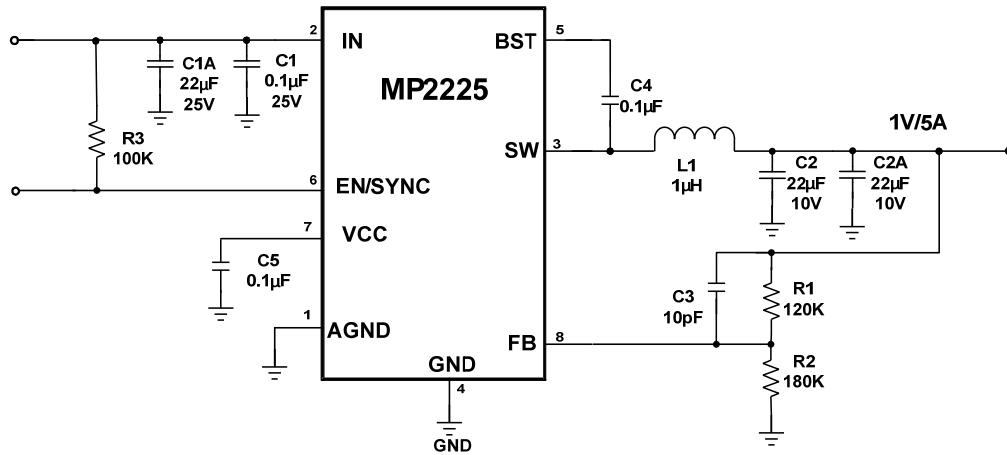 2
IN
BST
5
C1A
22µF
25V
C1
0.1µF
25V
MP2225
C4
0.1µF
R3
100K
SW
3
1V/5A
L1
1µH
C2
22µF
10V
C2A
22µF
10V
6
EN/SYNC
7
VCC
C5
0.1µF
C3
10pF
R1
120K
1
AGND
FB
8
R2
180K
GND
4
GND